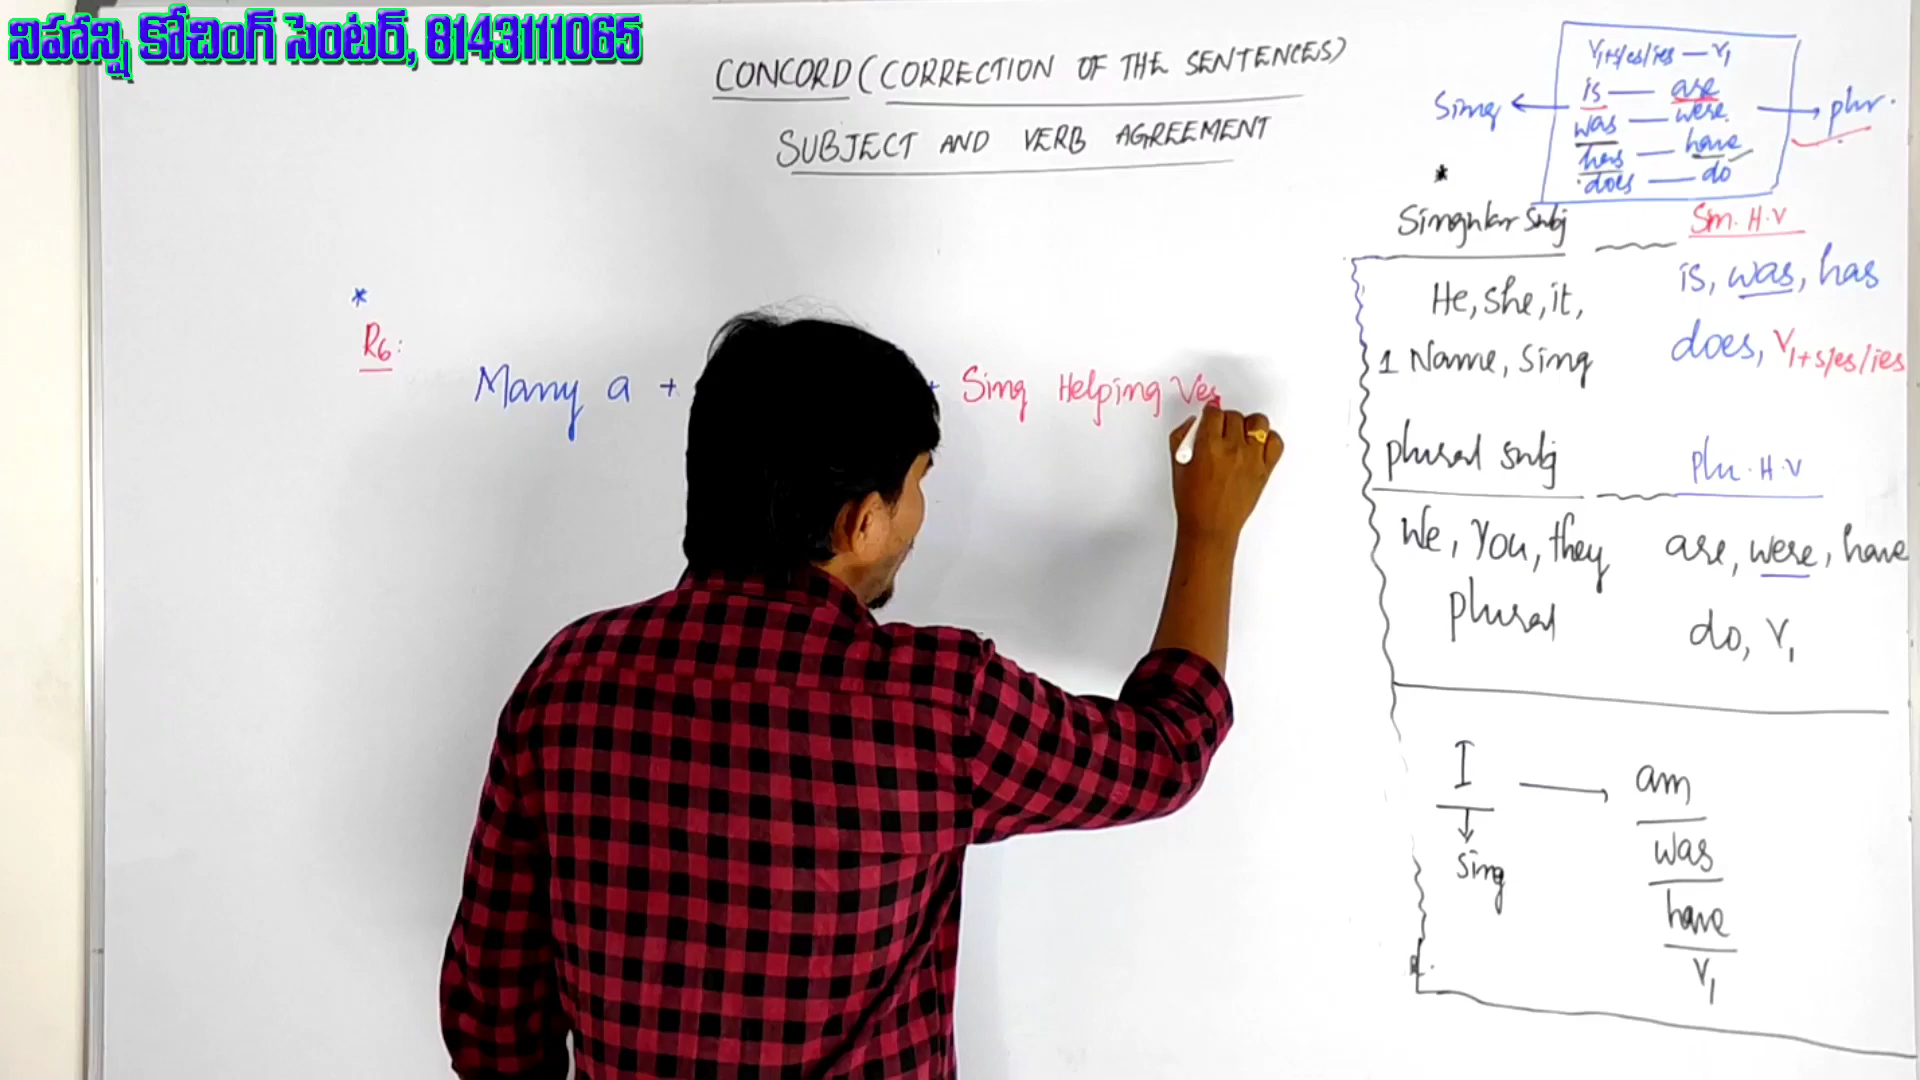 నిహాన్షి కోచింగ్ సెంటర్, 8143111065
CONCORD (CORRECTION OF THE SENTENCES)
SUBJECT AND VERB AGREEMENT
V1+s/es/ies — V1
is — are
was — were
has — have
does — do
Sing
plur.
*
Singular Subj
Sin. H.V
He, she, it,
1 Name, Sing
is, was, has
does, V1+s/es/ies
plural subj
Plu. H.V
We, you, they
plural
are, were, have
do, V1
I
Sing
am
was
have
V1
*
R6:
Many a +
+ Sing Helping Ver